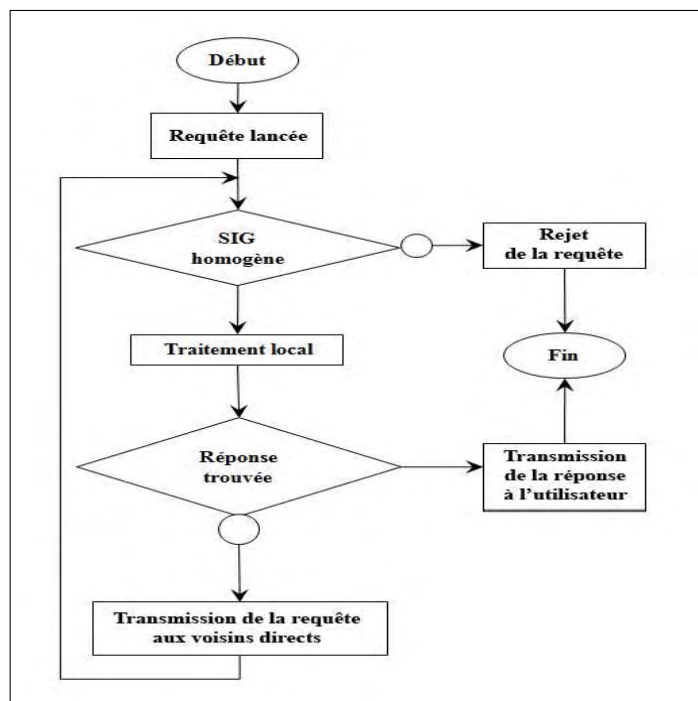 Début
Requête lancée
SIG
homogène
Rejet
de la requête
Traitement local
Fin
Réponse
trouvée
Transmission
de la réponse
à l'utilisateur
Transmission de la requête
aux voisins directs